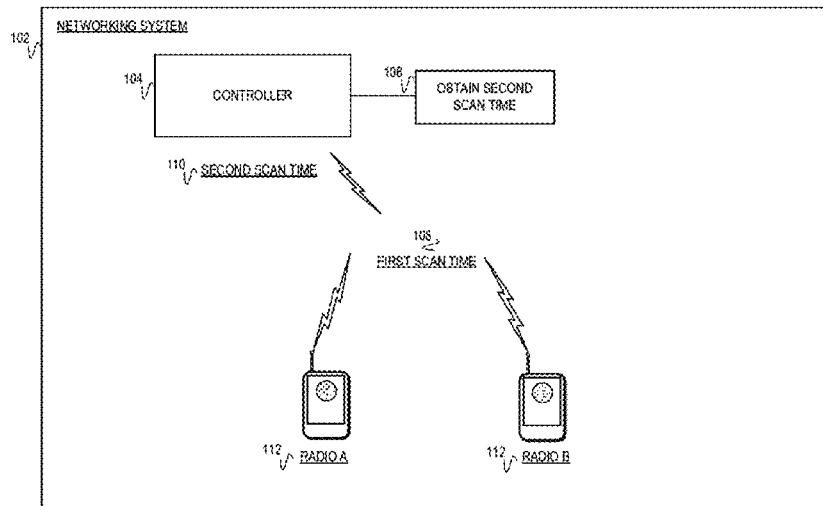 NETWORKING SYSTEM
102
104
CONTROLLER
106
OBTAIN SECOND
SCAN TIME
110 SECOND SCAN TIME
108
FIRST SCAN TIME
112 RADIO A
112 RADIO B